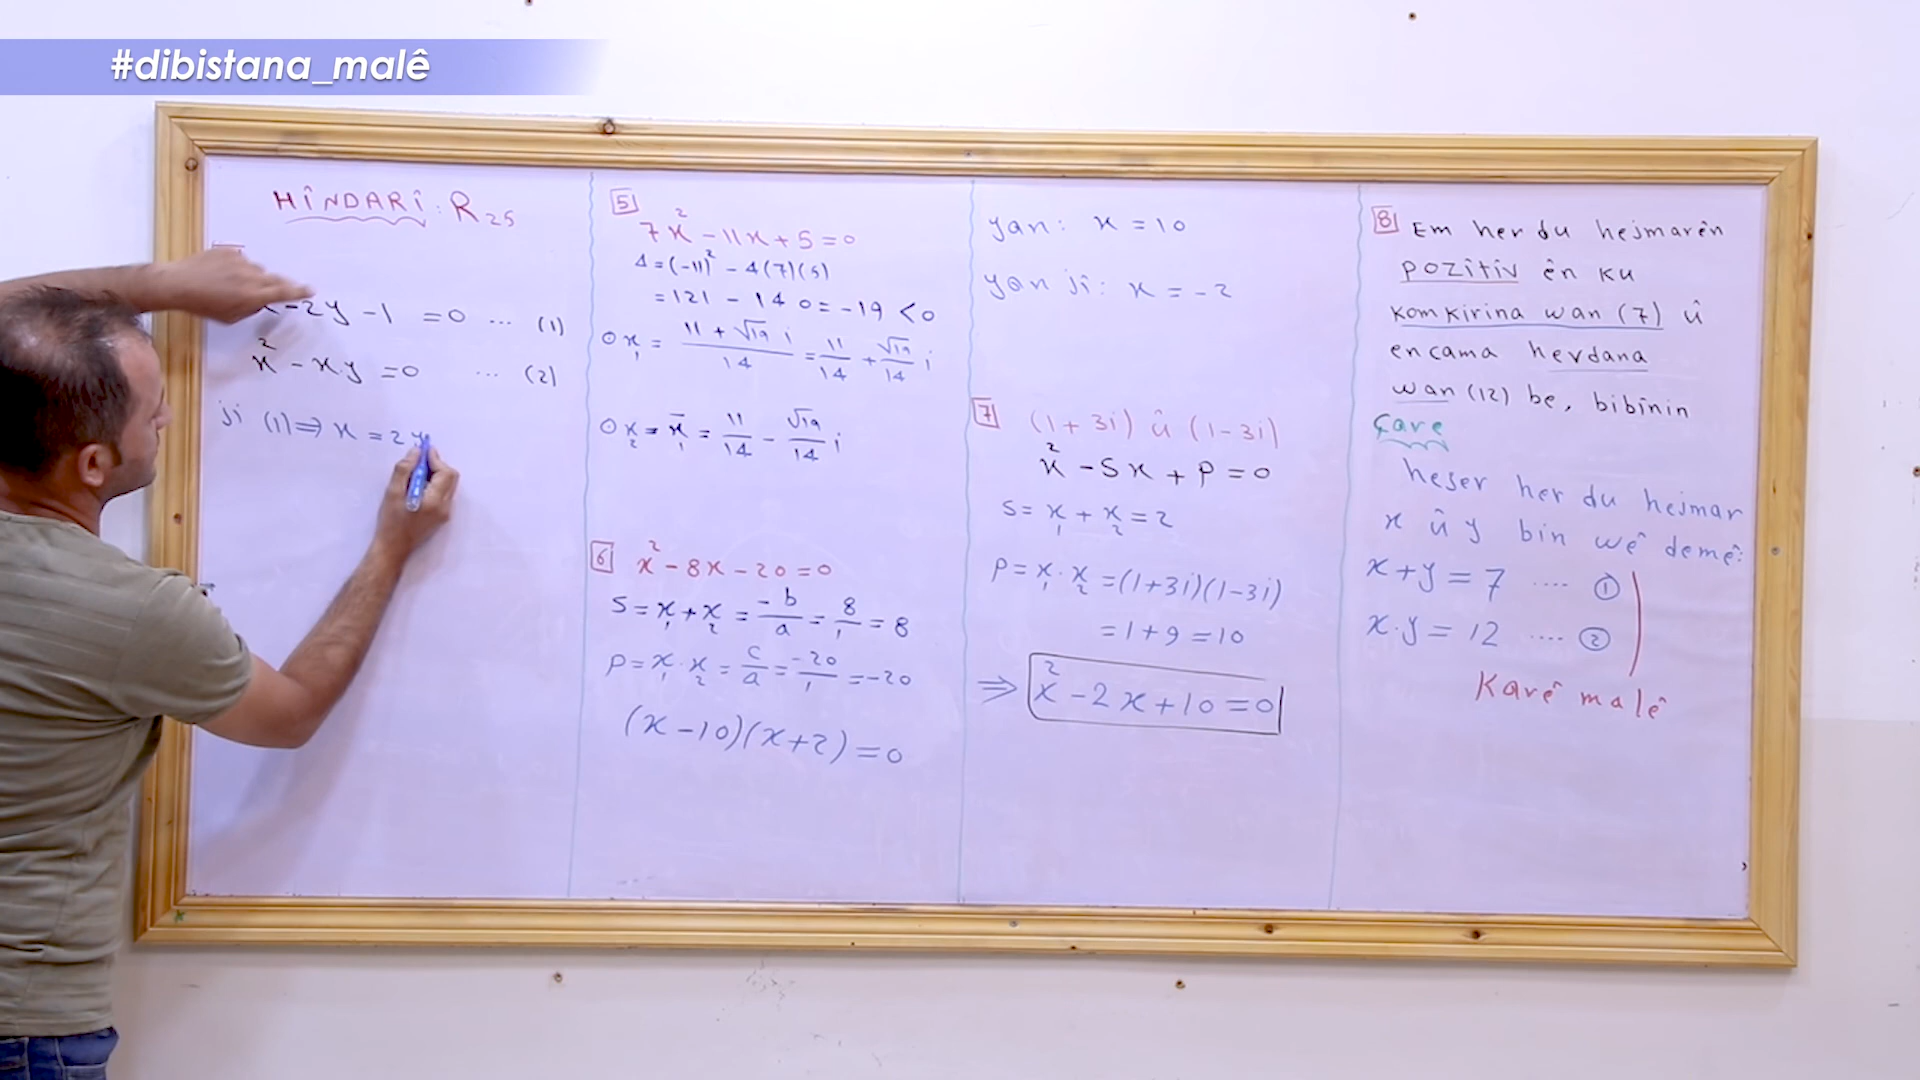 #dibistana_malê
HÎNDARÎ: R25
x - 2y - 1 = 0 ... (1)
x² - x.y = 0 ... (2)
ji (1) ⇒ x = 2y
5
7x² - 11x + 5 = 0
Δ = (-11)² - 4(7)(5)
= 121 - 140 = -19 < 0
○ x₁ = (11 + √19 i)/14 = 11/14 + √19/14 i
○ x₂ = x̄₁ = 11/14 - √19/14 i
6 x² - 8x - 20 = 0
S = x₁ + x₂ = -b/a = 8/1 = 8
P = x₁ . x₂ = c/a = -20/1 = -20
(x - 10)(x + 2) = 0
yan: x = 10
yan jî: x = -2
7 (1 + 3i) û (1 - 3i)
x² - Sx + P = 0
S = x₁ + x₂ = 2
P = x₁ . x₂ = (1+3i)(1-3i)
= 1 + 9 = 10
⇒ x² - 2x + 10 = 0
8 Em her du hejmarên
pozîtîv ên ku
komkirina wan (7) û
encama hevdana
wan (12) be, bibînin
Çare
heger her du hejmar
x û y bin wê demê:
x + y = 7 .... ①
x . y = 12 .... ②
Karê malê